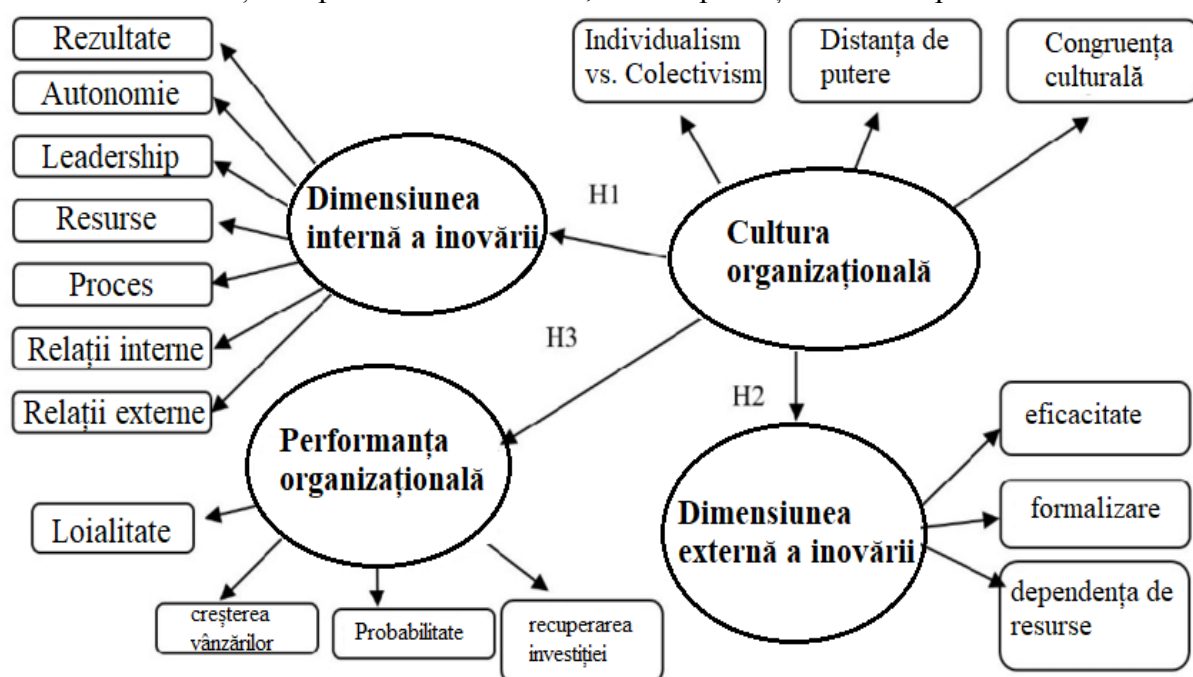 Rezultate
Autonomie
Leadership
Resurse
Proces
Relații interne
Relații externe
Individualism
vs. Colectivism
Distanța de
putere
Congruența
culturală
Dimensiunea
internă a inovării
H1
Cultura
organizațională
H3
H2
Performanța
organizațională
Loialitate
creșterea
vânzărilor
Probabilitate
recuperarea
investiției
Dimensiunea
externă a inovării
eficacitate
formalizare
dependența de
resurse